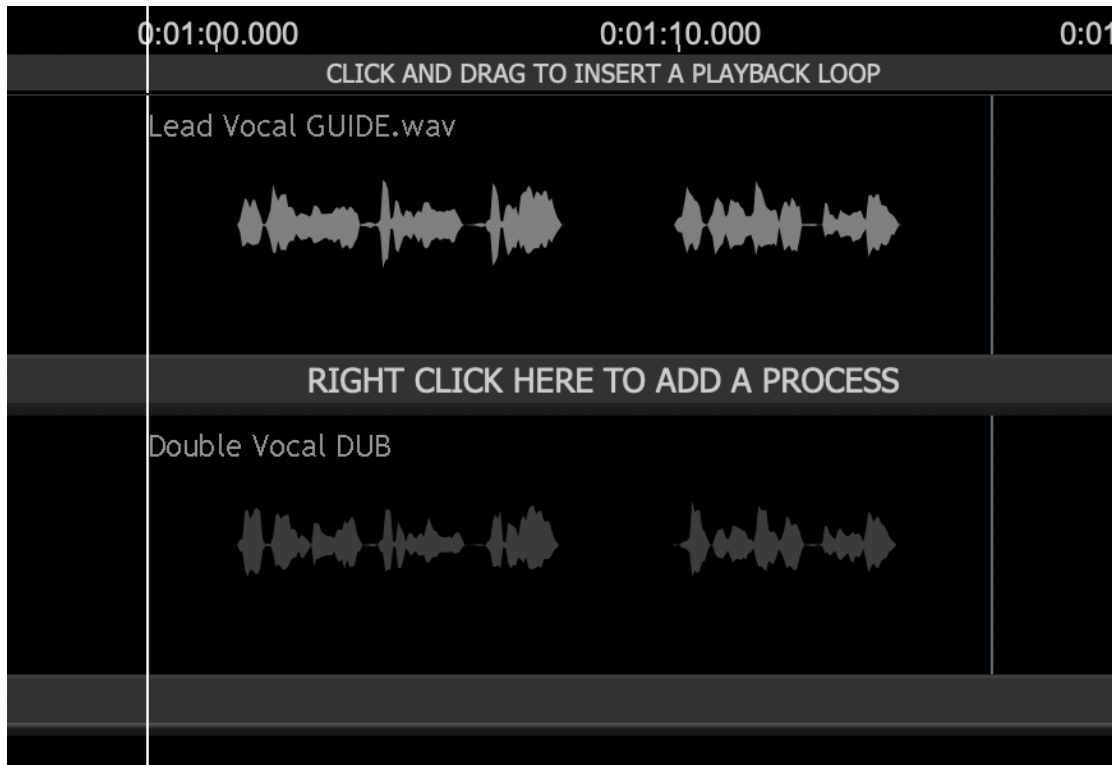 0:01:00.000 0:01:10.000 0:01
CLICK AND DRAG TO INSERT A PLAYBACK LOOP
Lead Vocal GUIDE.wav
RIGHT CLICK HERE TO ADD A PROCESS
Double Vocal DUB